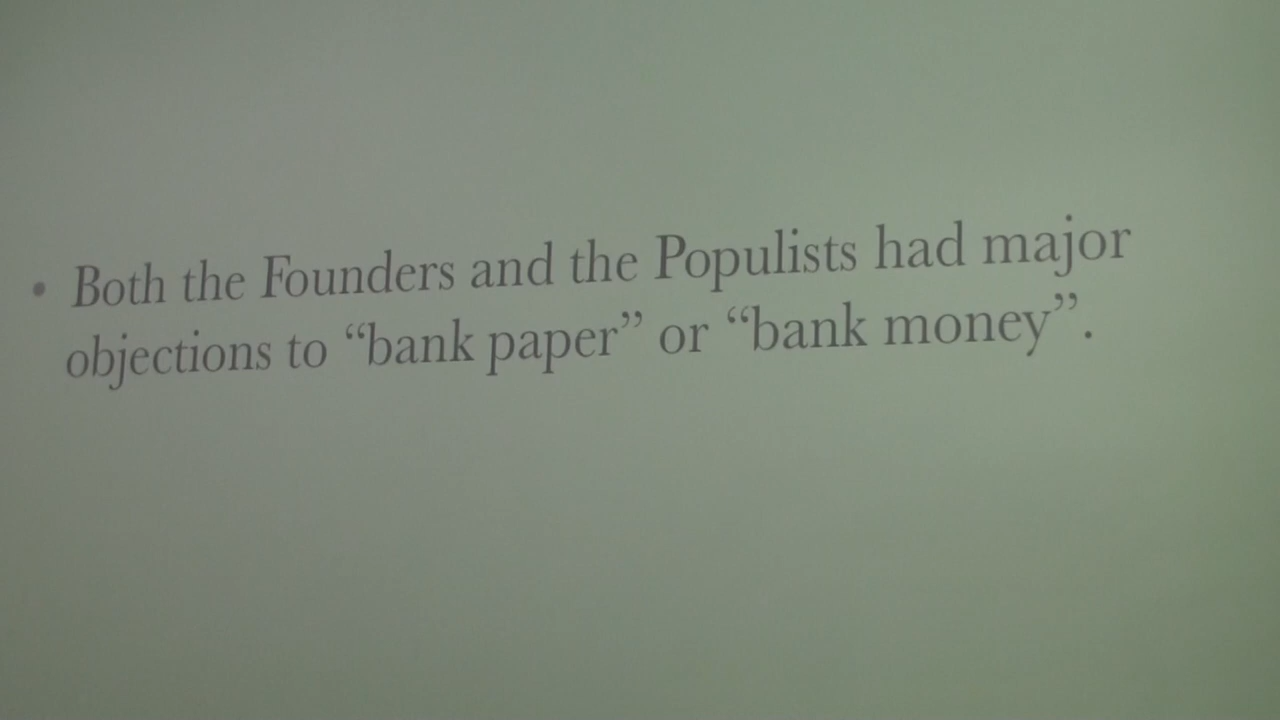 • Both the Founders and the Populists had major
objections to “bank paper” or “bank money”.